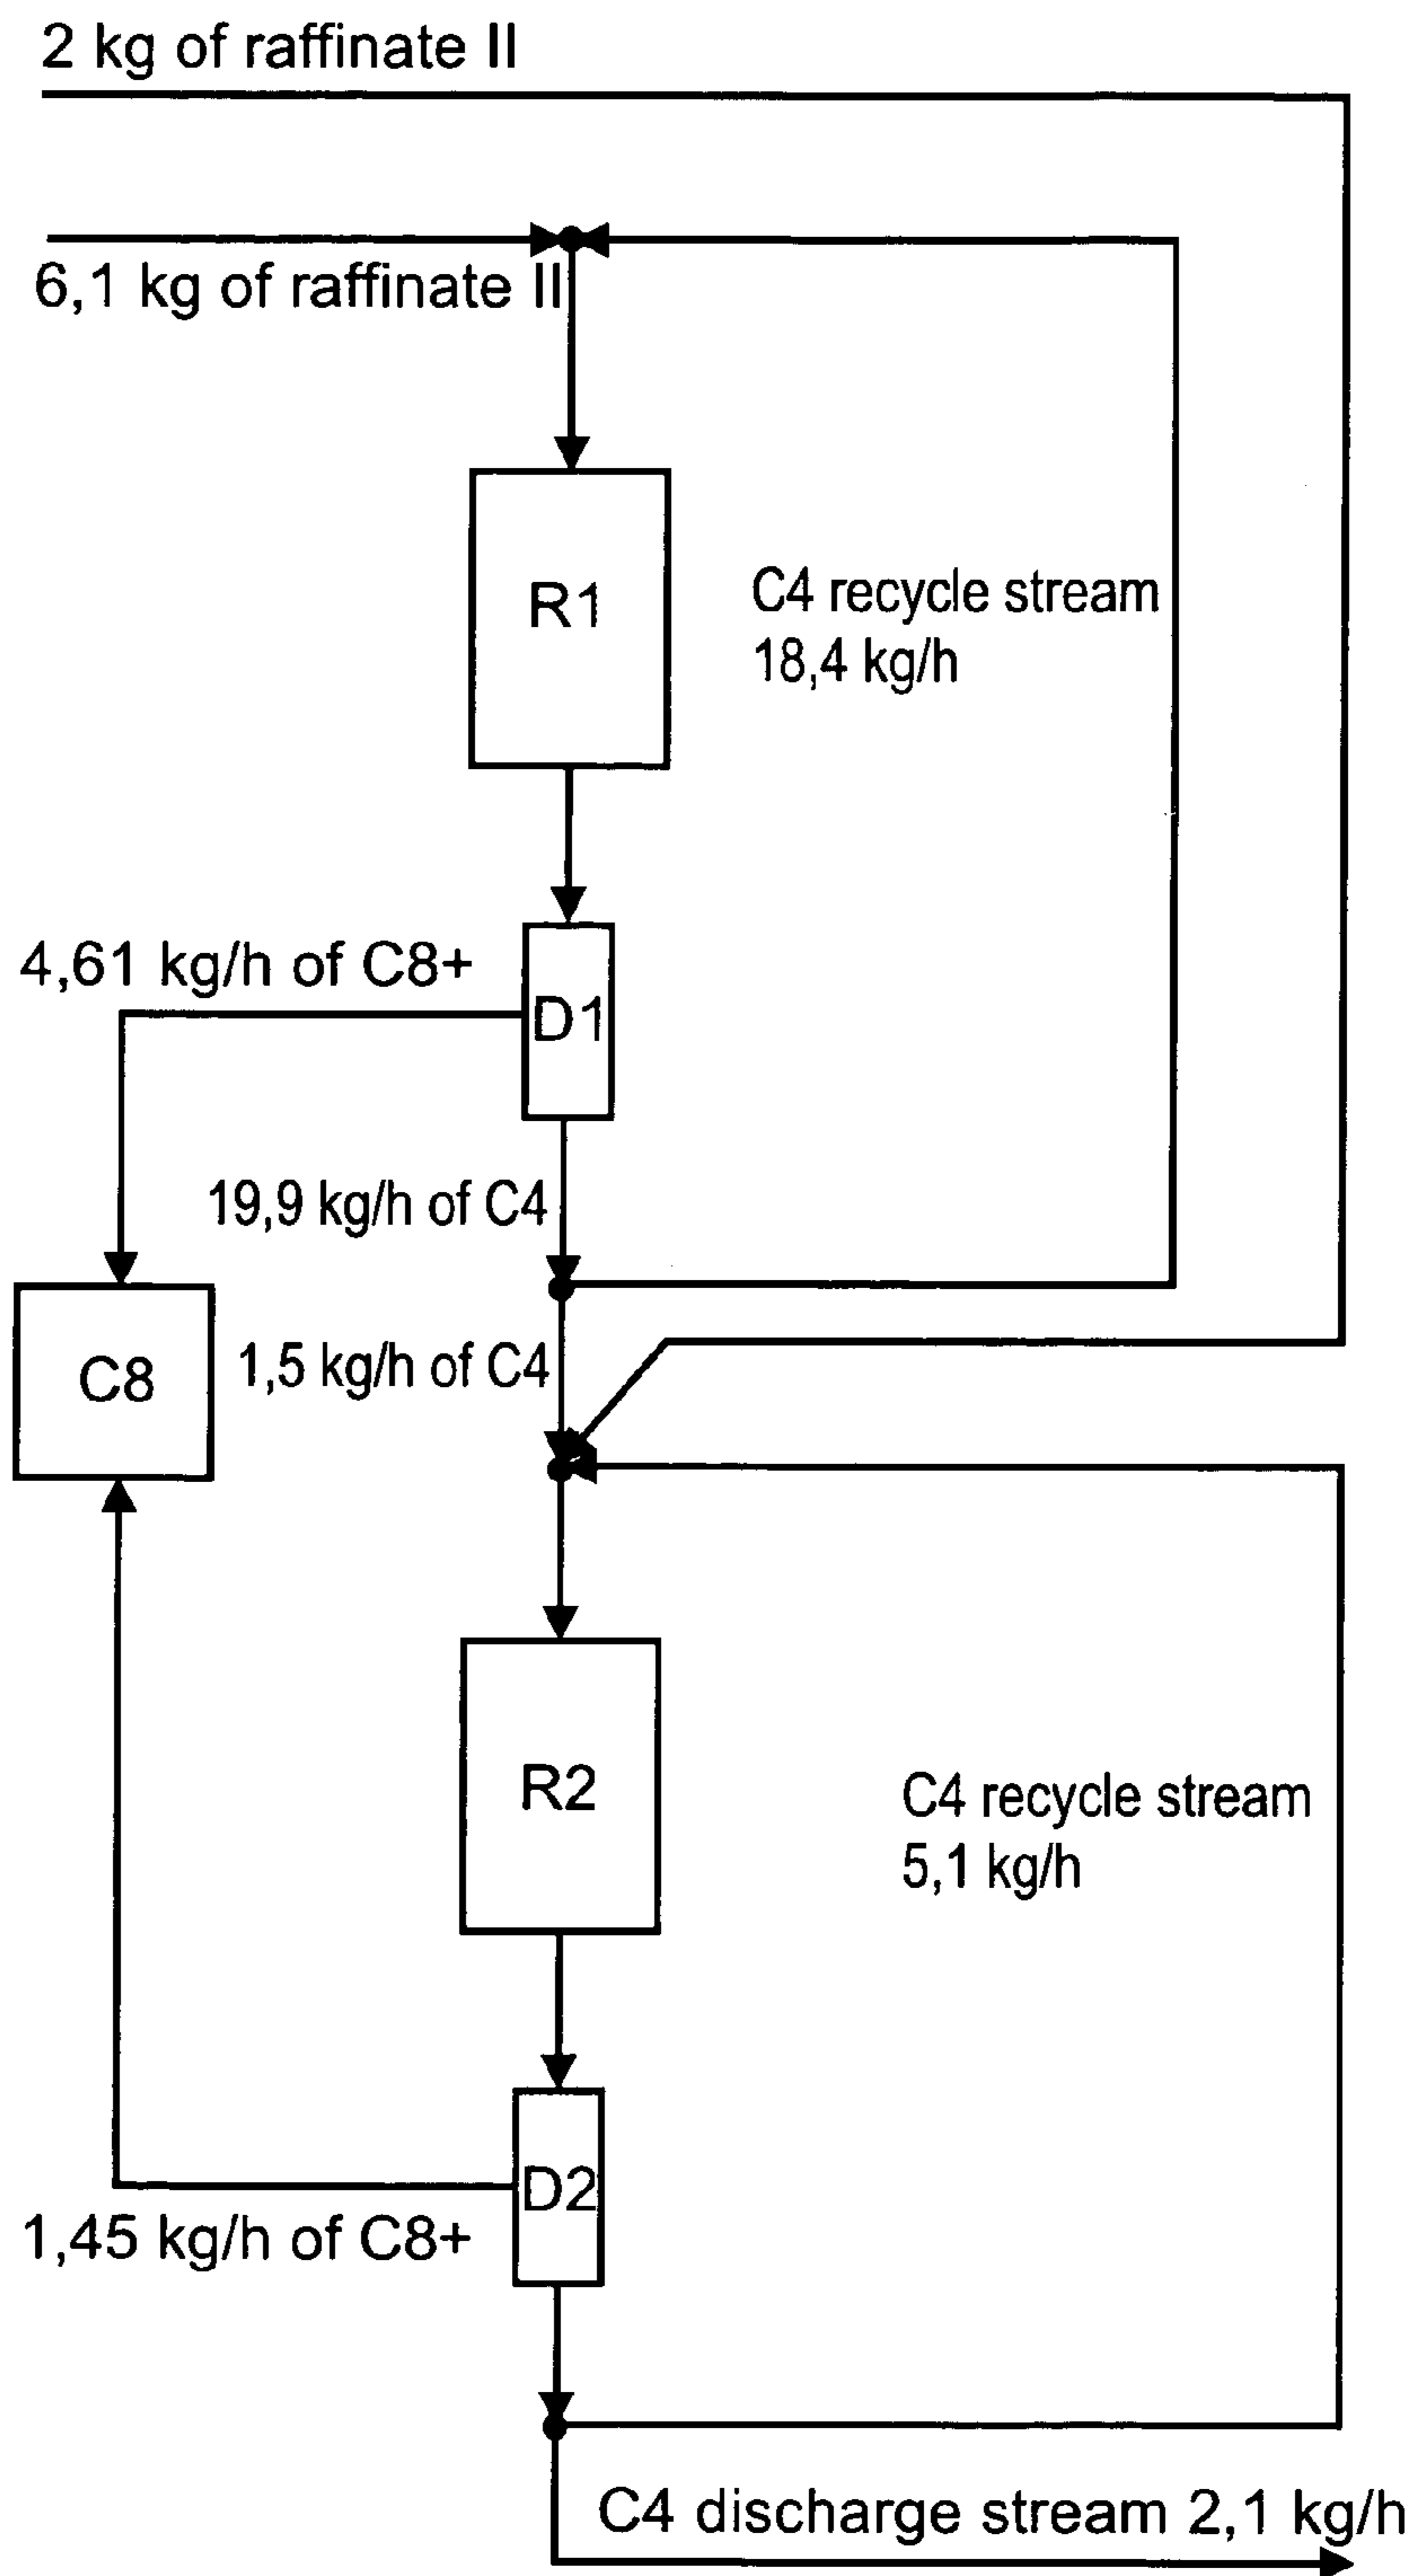 2 kg of raffinate II
6,1 kg of raffinate II
R1
C4 recycle stream
18,4 kg/h
4,61 kg/h of C8+
D1
19,9 kg/h of C4
C8
1,5 kg/h of C4
R2
C4 recycle stream
5,1 kg/h
D2
1,45 kg/h of C8+
C4 discharge stream 2,1 kg/h